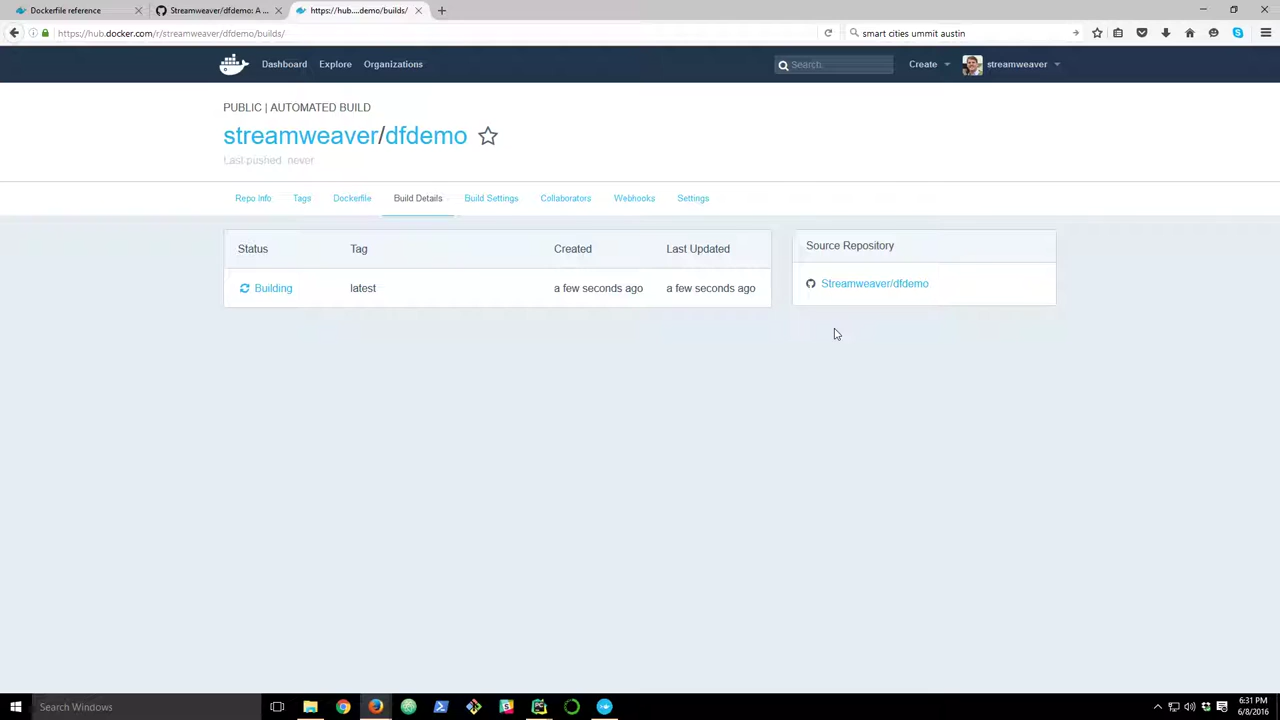 Dockerfile reference
Streamweaver/dfdemo: A ...
https://hub....demo/builds/
https://hub.docker.com/r/streamweaver/dfdemo/builds/
smart cities ummit austin
Dashboard
Explore
Organizations
Search
Create
streamweaver
PUBLIC | AUTOMATED BUILD
streamweaver/dfdemo
Last pushed never
Repo Info
Tags
Dockerfile
Build Details
Build Settings
Collaborators
Webhooks
Settings
Status
Tag
Created
Last Updated
Source Repository
Building
latest
a few seconds ago
a few seconds ago
Streamweaver/dfdemo
Search Windows
6:31 PM
6/8/2016